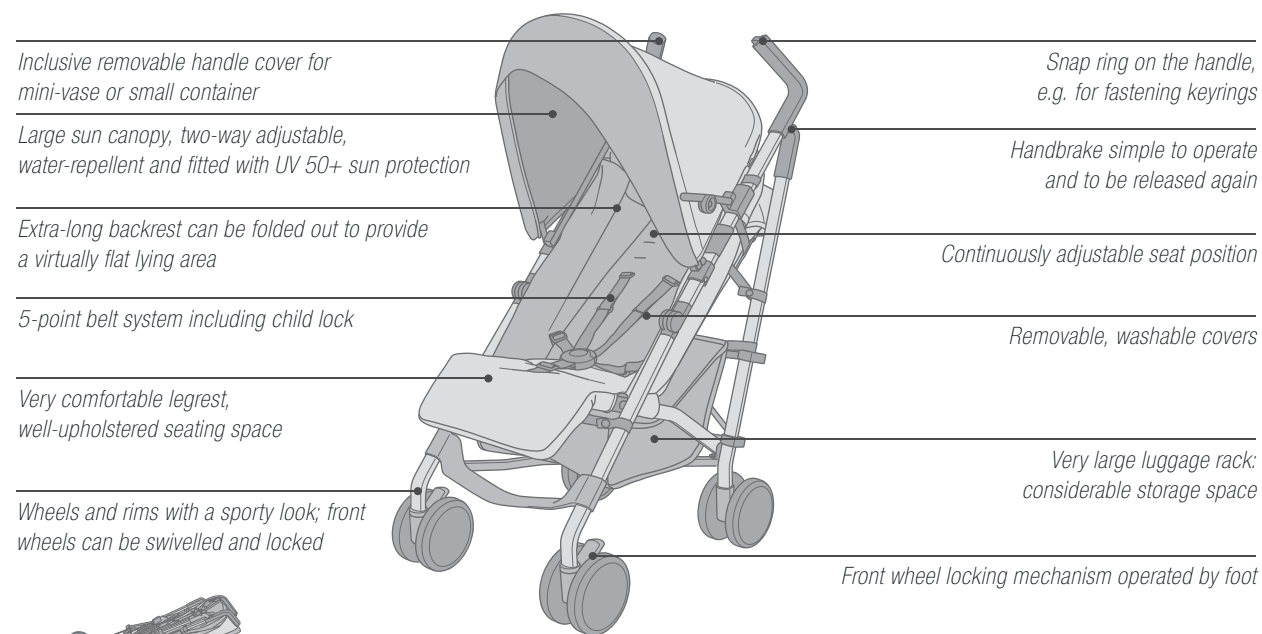 Inclusive removable handle cover for
mini-vase or small container
Large sun canopy, two-way adjustable,
water-repellent and fitted with UV 50+ sun protection
Extra-long backrest can be folded out to provide
a virtually flat lying area
5-point belt system including child lock
Very comfortable legrest,
well-upholstered seating space
Wheels and rims with a sporty look; front
wheels can be swivelled and locked
Snap ring on the handle,
e.g. for fastening keyrings
Handbrake simple to operate
and to be released again
Continuously adjustable seat position
Removable, washable covers
Very large luggage rack:
considerable storage space
Front wheel locking mechanism operated by foot